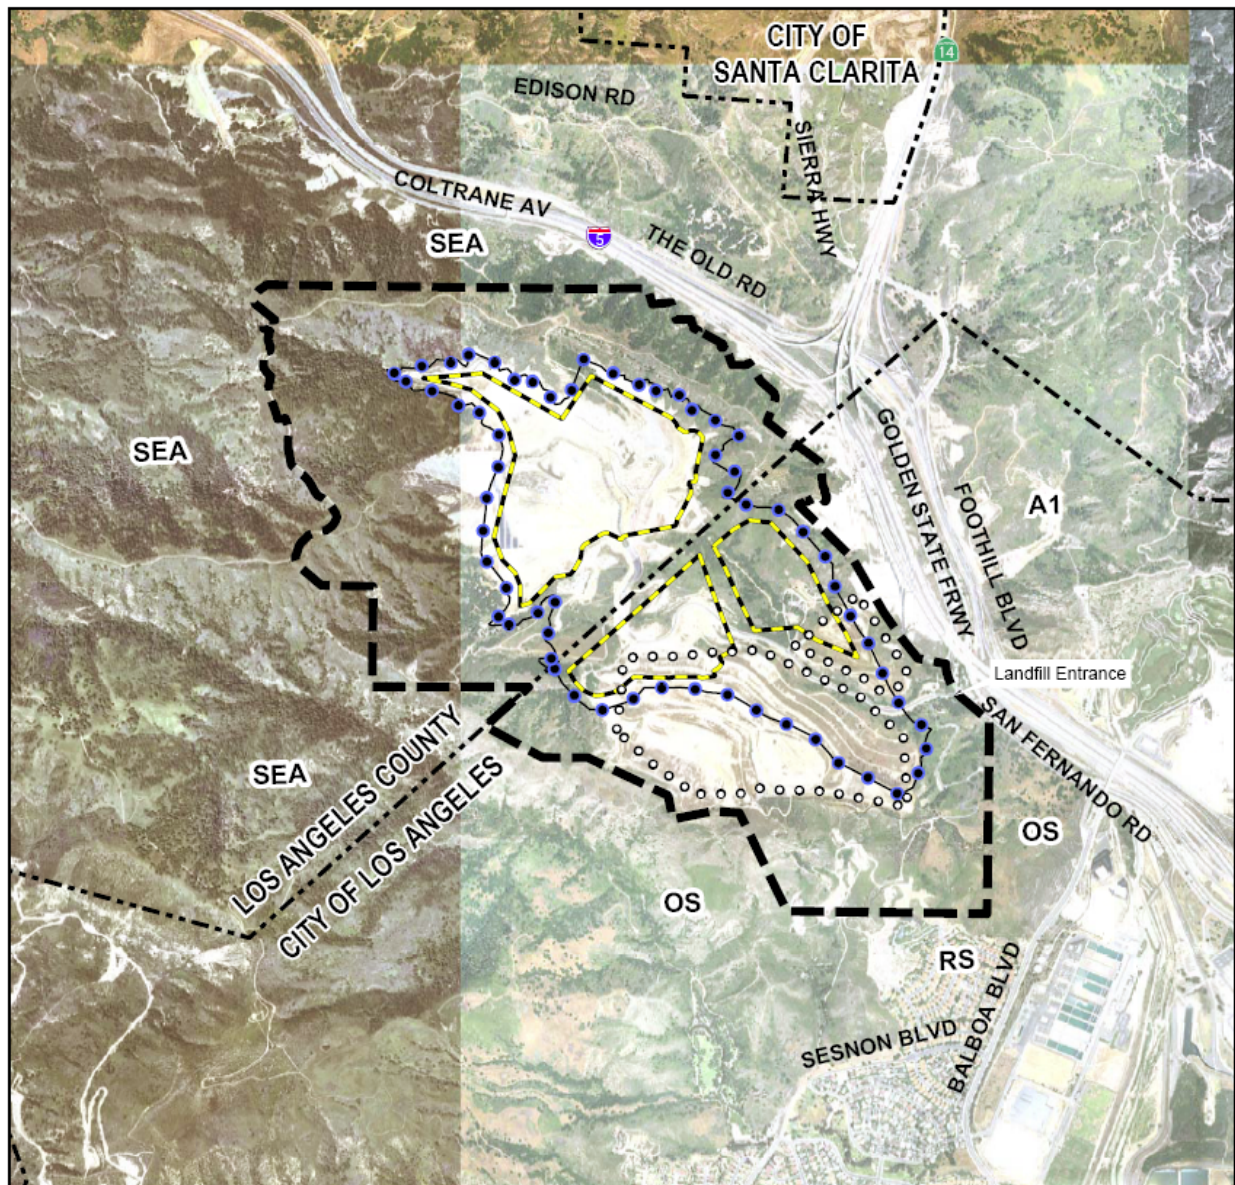 CITY OF
SANTA CLARITA
14
EDISON RD
SIERRA HWY
COLTRANE AV
SEA
5
THE OLD RD
SEA
GOLDEN STATE FRWY
FOOTHILL BLVD
A1
Landfill Entrance
SAN FERNANDO RD
SEA
LOS ANGELES COUNTY
CITY OF LOS ANGELES
OS
OS
RS
BALBOA BLVD
SESNON BLVD